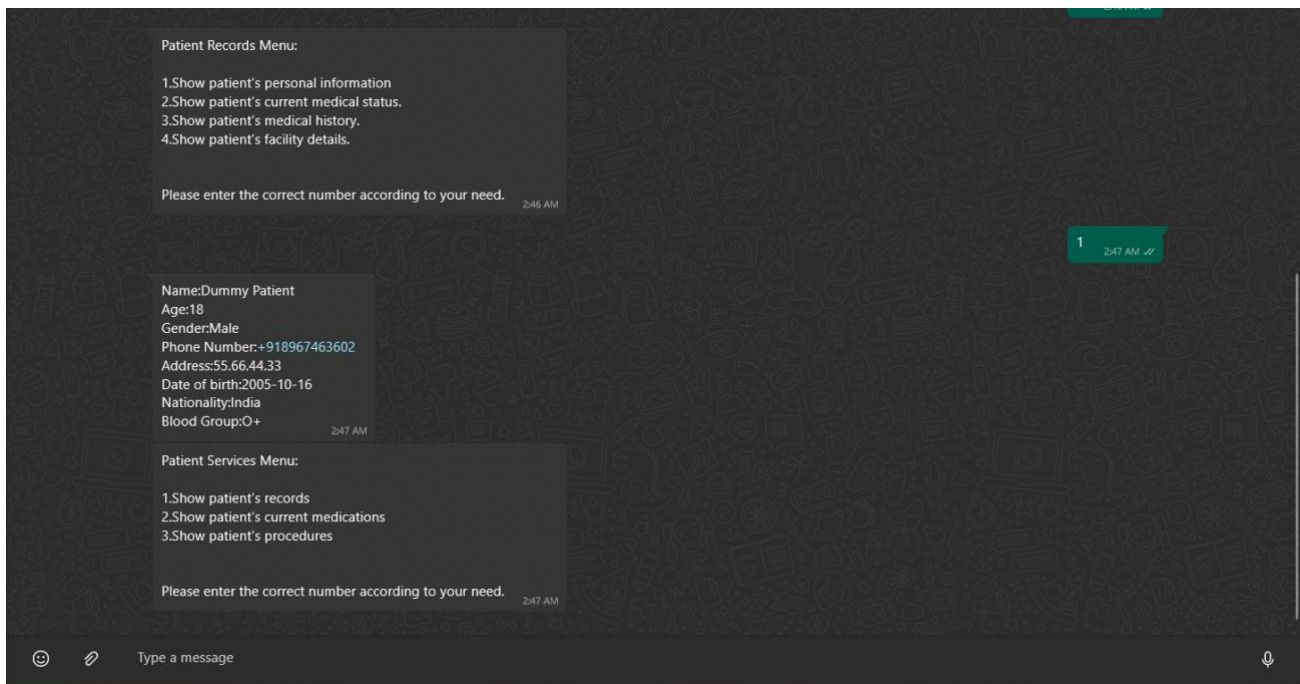 Patient Records Menu:
1.Show patient's personal information
2.Show patient's current medical status.
3.Show patient's medical history.
4.Show patient's facility details.
Please enter the correct number according to your need.
2:46 AM
1
2:47 AM
Name:Dummy Patient
Age:18
Gender:Male
Phone Number:+918967463602
Address:55.66.44.33
Date of birth:2005-10-16
Nationality:India
Blood Group:O+
2:47 AM
Patient Services Menu:
1.Show patient's records
2.Show patient's current medications
3.Show patient's procedures
Please enter the correct number according to your need.
2:47 AM
Type a message